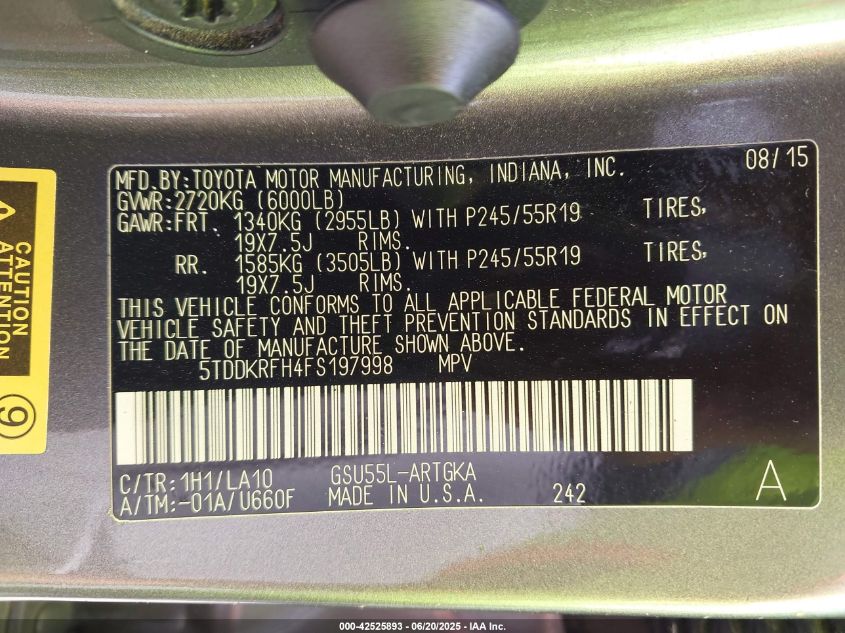 CAUTION
ATTENTION
9
MFD.BY:TOYOTA MOTOR MANUFACTURING, INDIANA, INC. 08/15
GVWR:2720KG (6000LB)
GAWR:FRT. 1340KG (2955LB) WITH P245/55R19 TIRES,
19X7.5J RIMS.
RR. 1585KG (3505LB) WITH P245/55R19 TIRES,
19X7.5J RIMS.
THIS VEHICLE CONFORMS TO ALL APPLICABLE FEDERAL MOTOR
VEHICLE SAFETY AND THEFT PREVENTION STANDARDS IN EFFECT ON
THE DATE OF MANUFACTURE SHOWN ABOVE.
5TDDKRFH4FS197998 MPV
C/TR:1H1/LA10 GSU55L-ARTGKA
A/TM:-01A/U660F MADE IN U.S.A. 242 A
000-42525893 - 06/20/2025 - IAA Inc.